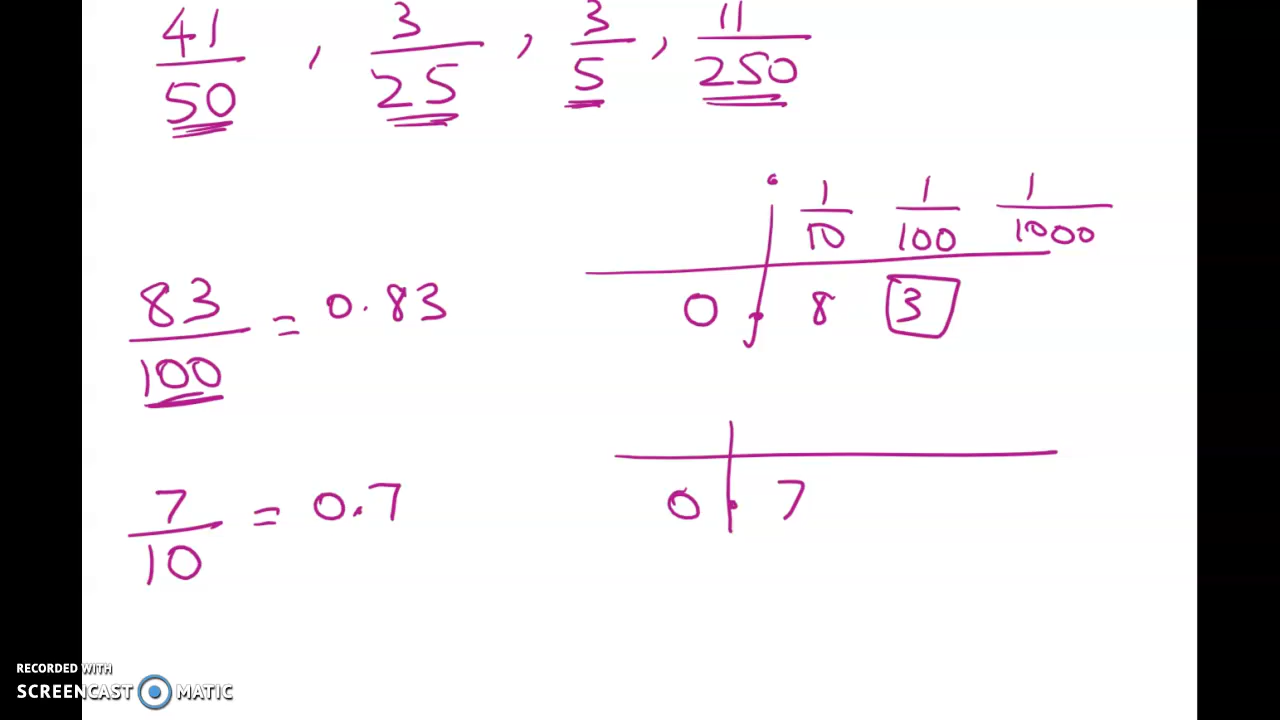 41/50 , 3/25 , 3/5 , 11/250
. 1/10 1/100 1/1000
83/100 = 0.83
0 . 8 3
7/10 = 0.7
0 . 7
RECORDED WITH
SCREENCAST MATIC